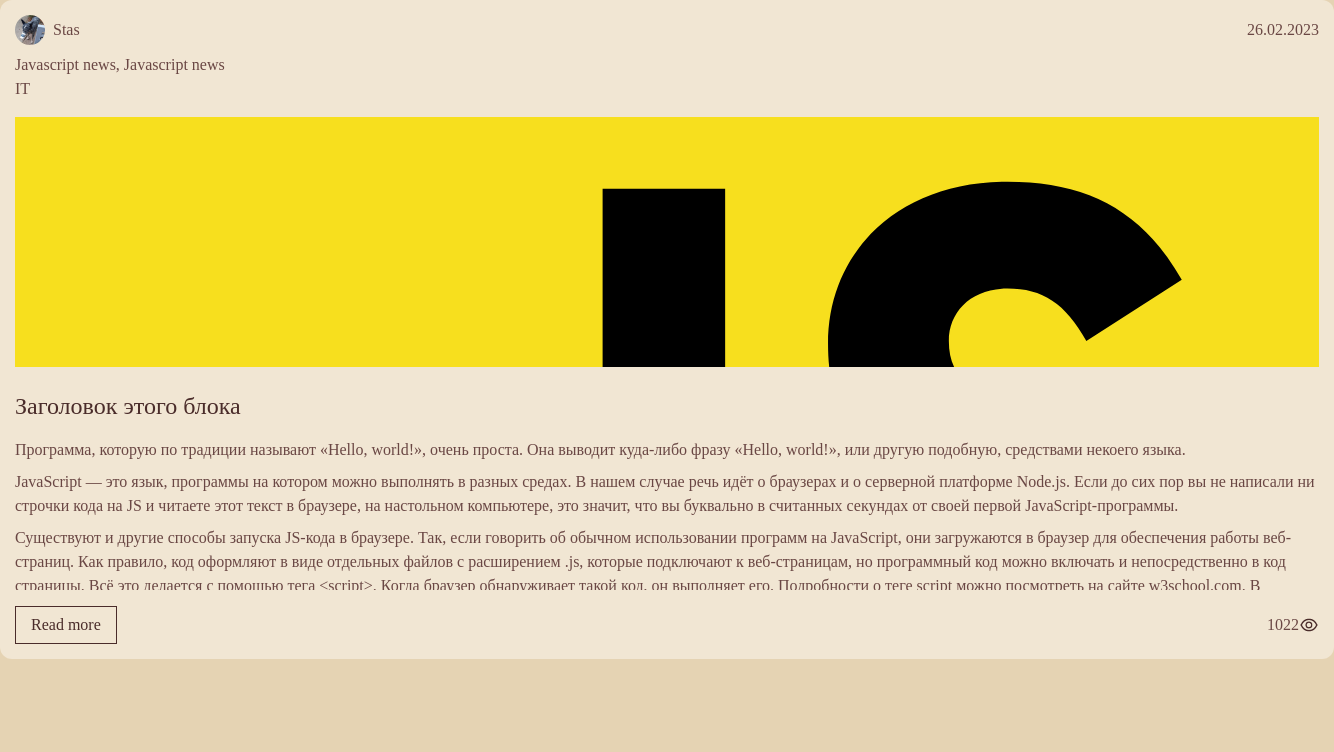 Stas
26.02.2023
Javascript news, Javascript news
IT
JS
Заголовок этого блока
Программа, которую по традиции называют «Hello, world!», очень проста. Она выводит куда-либо фразу «Hello, world!», или другую подобную, средствами некоего языка.
JavaScript — это язык, программы на котором можно выполнять в разных средах. В нашем случае речь идёт о браузерах и о серверной платформе Node.js. Если до сих пор вы не написали ни
строчки кода на JS и читаете этот текст в браузере, на настольном компьютере, это значит, что вы буквально в считанных секундах от своей первой JavaScript-программы.
Существуют и другие способы запуска JS-кода в браузере. Так, если говорить об обычном использовании программ на JavaScript, они загружаются в браузер для обеспечения работы веб-
страниц. Как правило, код оформляют в виде отдельных файлов с расширением .js, которые подключают к веб-страницам, но программный код можно включать и непосредственно в код
страницы. Всё это делается с помощью тега <script>. Когда браузер обнаруживает такой код, он выполняет его. Подробности о теге script можно посмотреть на сайте w3school.com. В
Read more
1022